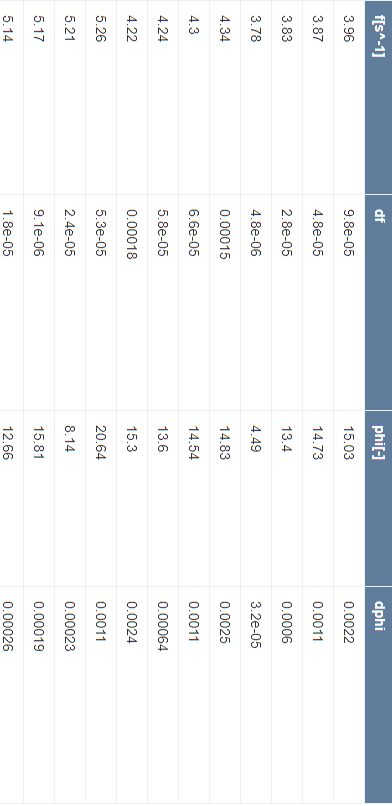 f[s^-1] df phi[-] dphi
3.96 9.8e-05 15.03 0.0022
3.87 4.8e-05 14.73 0.0011
3.83 2.8e-05 13.4 0.0006
3.78 4.8e-06 4.49 3.2e-05
4.34 0.00015 14.83 0.0025
4.3 6.6e-05 14.54 0.0011
4.24 5.8e-05 13.6 0.00064
4.22 0.00018 15.3 0.0024
5.26 5.3e-05 20.64 0.0011
5.21 2.4e-05 8.14 0.00023
5.17 9.1e-06 15.81 0.00019
5.14 1.8e-05 12.66 0.00026